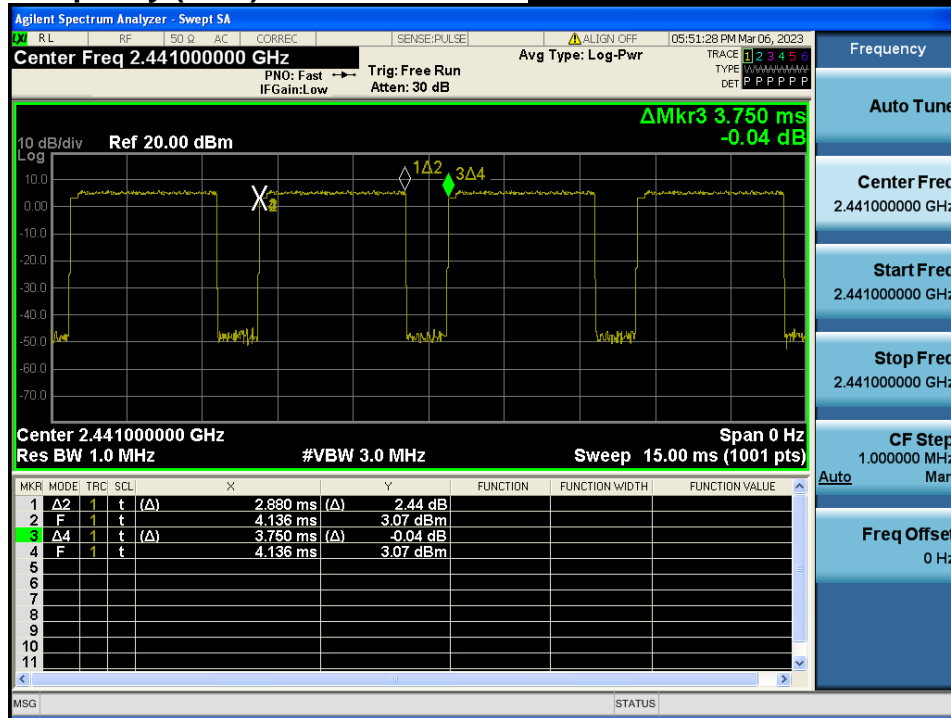 Agilent Spectrum Analyzer - Swept SA
LXI RL RF 50 Ω AC CORREC SENSE:PULSE ALIGN OFF 05:51:28 PM Mar 06, 2023
Center Freq 2.441000000 GHz
PNO: Fast
IFGain:Low
Trig: Free Run
Atten: 30 dB
Avg Type: Log-Pwr
TRACE 1 2 3 4 5 6
TYPE WWWWWWW
DET P P P P P P
ΔMkr3 3.750 ms
-0.04 dB
10 dB/div Ref 20.00 dBm
Log
10.0
0.00
-10.0
-20.0
-30.0
-40.0
-50.0
-60.0
-70.0
1Δ2
3Δ4
X2
Center 2.441000000 GHz Span 0 Hz
Res BW 1.0 MHz #VBW 3.0 MHz Sweep 15.00 ms (1001 pts)
MKR MODE TRC SCL X Y FUNCTION FUNCTION WIDTH FUNCTION VALUE
1 Δ2 1 t (Δ) 2.880 ms (Δ) 2.44 dB
2 F 1 t 4.136 ms 3.07 dBm
3 Δ4 1 t (Δ) 3.750 ms (Δ) -0.04 dB
4 F 1 t 4.136 ms 3.07 dBm
5
6
7
8
9
10
11
MSG STATUS
Frequency
Auto Tune
Center Freq
2.441000000 GHz
Start Freq
2.441000000 GHz
Stop Freq
2.441000000 GHz
CF Step
1.000000 MHz
Auto Man
Freq Offset
0 Hz